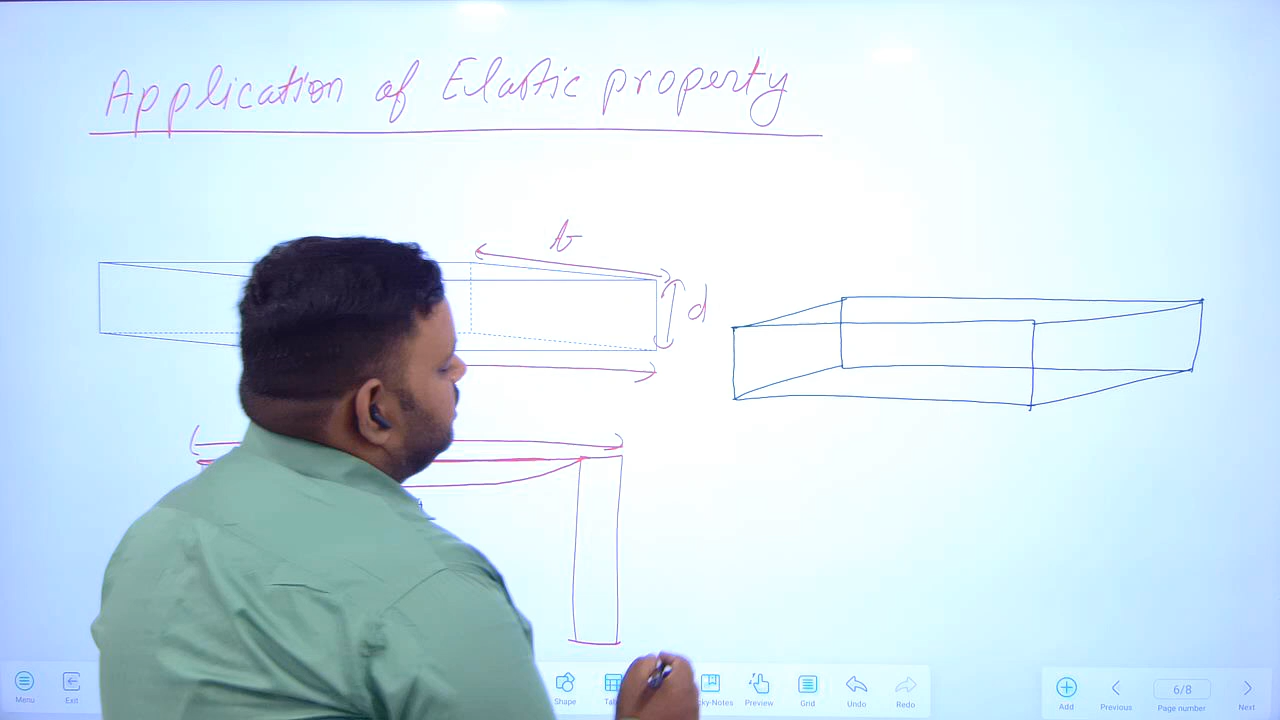 Application of Elastic property
b
d
Menu
Exit
Shape
Preview
Grid
Undo
Redo
6/8
Add
Previous
Page number
Next